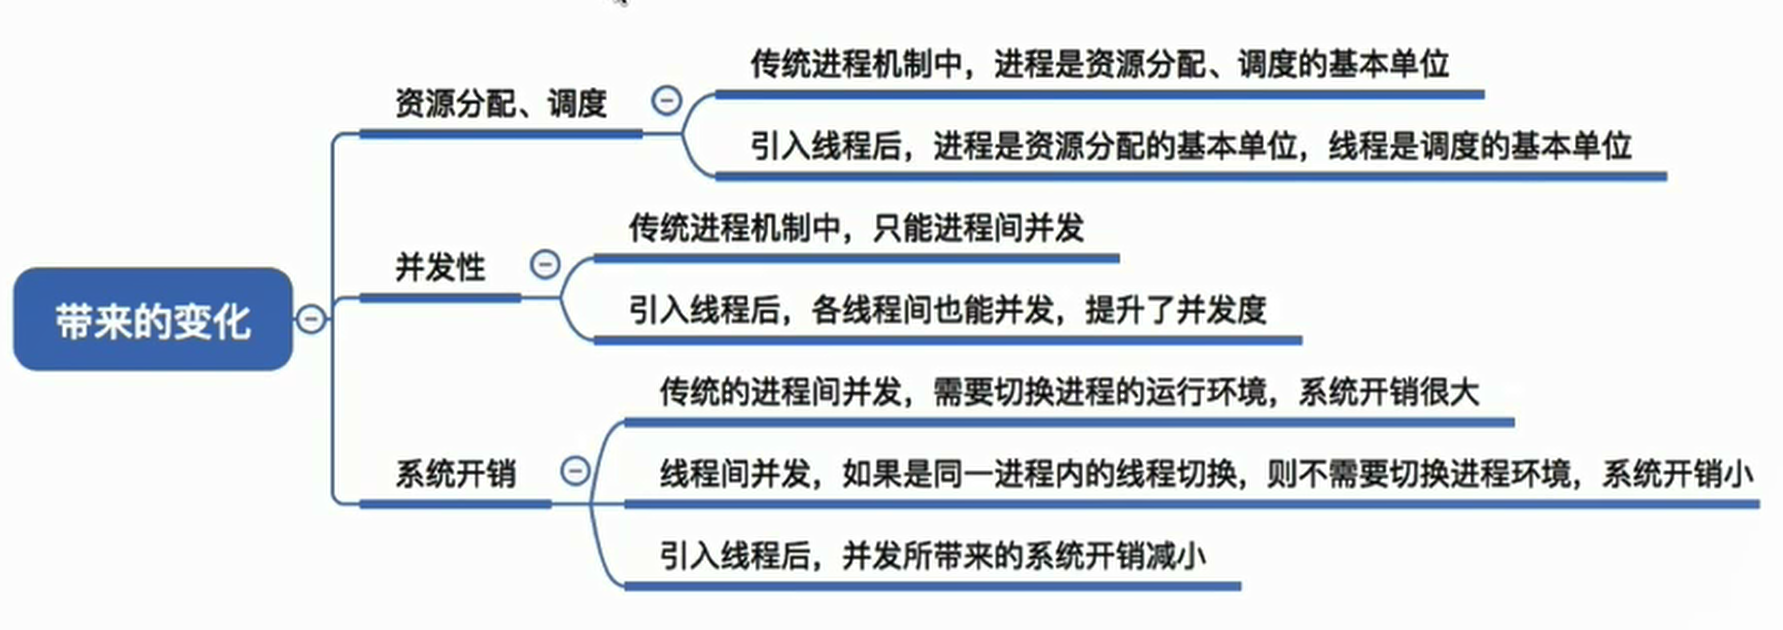 传统进程机制中，进程是资源分配、调度的基本单位
资源分配、调度
引入线程后，进程是资源分配的基本单位，线程是调度的基本单位
传统进程机制中，只能进程间并发
并发性
引入线程后，各线程间也能并发，提升了并发度
带来的变化
传统的进程间并发，需要切换进程的运行环境，系统开销很大
系统开销
线程间并发，如果是同一进程内的线程切换，则不需要切换进程环境，系统开销小
引入线程后，并发所带来的系统开销减小